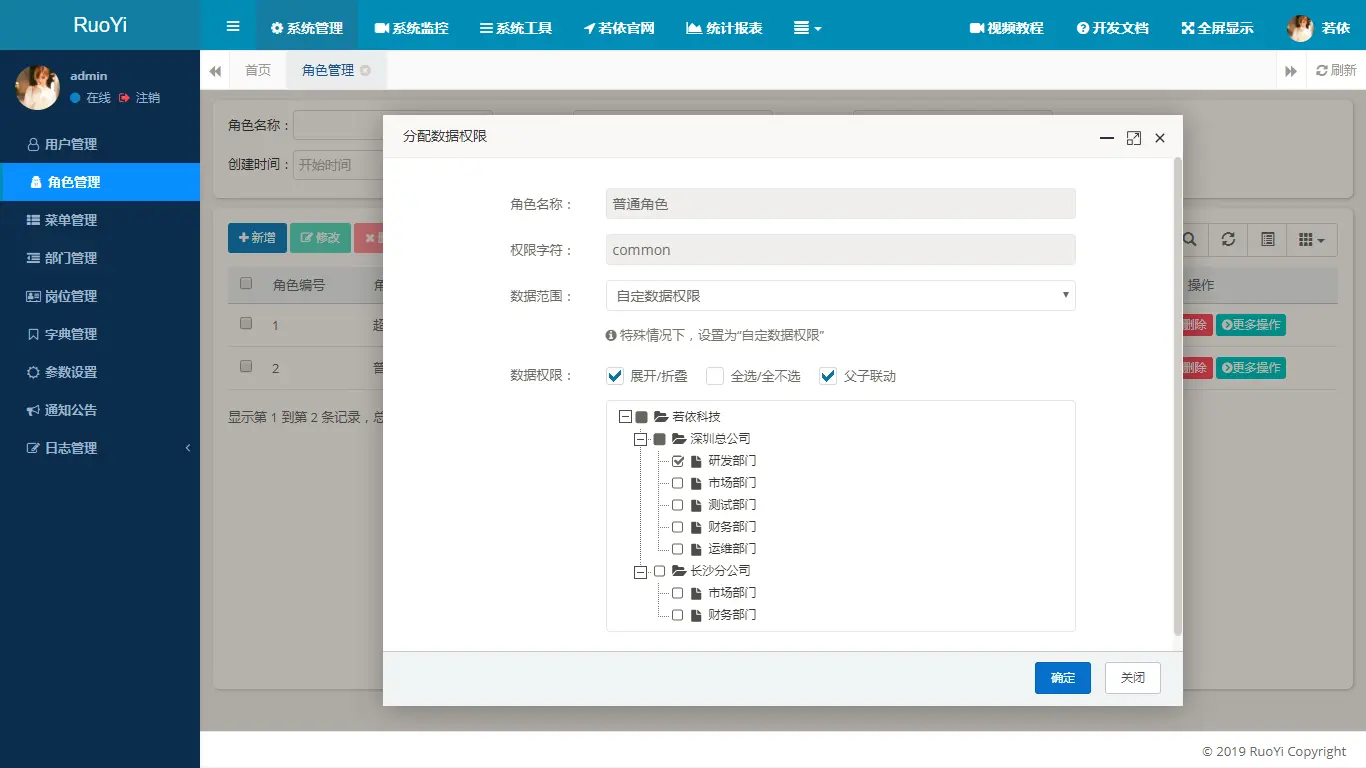 RuoYi
系统管理
系统监控
系统工具
若依官网
统计报表
视频教程
开发文档
全屏显示
若依
admin
在线
注销
用户管理
角色管理
菜单管理
部门管理
岗位管理
字典管理
参数设置
通知公告
日志管理
首页
角色管理
刷新
角色名称：
创建时间：
开始时间
新增
修改
角色编号
操作
1
删除
更多操作
2
删除
更多操作
显示第 1 到第 2 条记录，总
分配数据权限
角色名称：
普通角色
权限字符：
common
数据范围：
自定数据权限
特殊情况下，设置为“自定数据权限”
数据权限：
展开/折叠
全选/全不选
父子联动
若依科技
深圳总公司
研发部门
市场部门
测试部门
财务部门
运维部门
长沙分公司
市场部门
财务部门
确定
关闭
© 2019 RuoYi Copyright